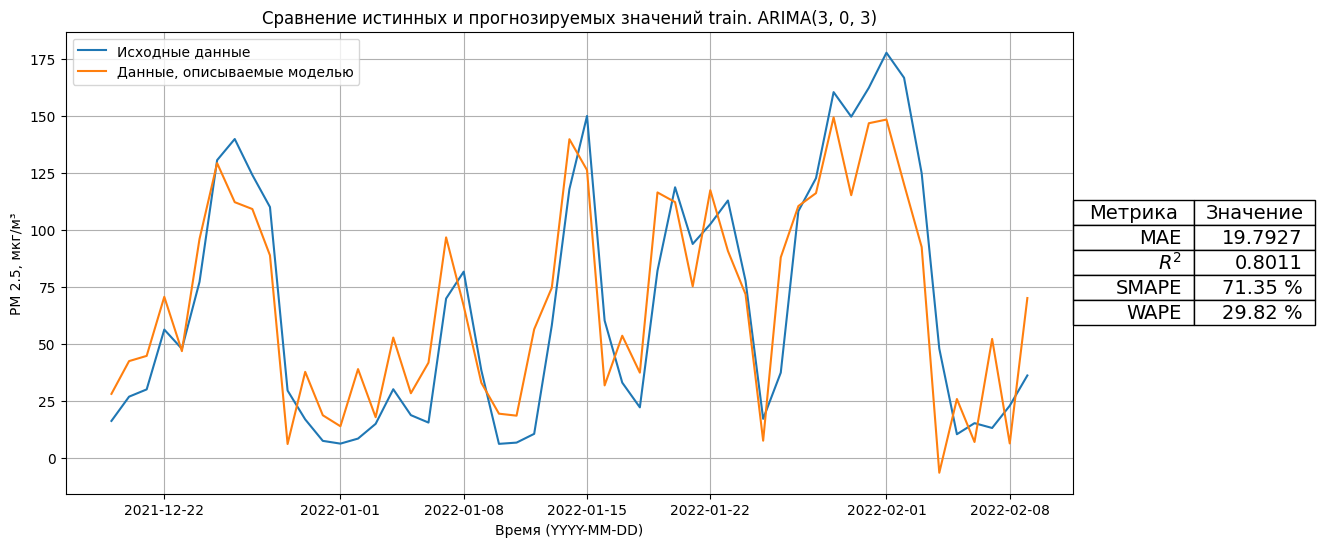 Сравнение истинных и прогнозируемых значений train. ARIMA(3, 0, 3)
Исходные данные
Данные, описываемые моделью
175
150
125
100
75
50
25
0
PM 2.5, мкг/м³
2021-12-22 2022-01-01 2022-01-08 2022-01-15 2022-01-22 2022-02-01 2022-02-08
Время (YYYY-MM-DD)
Метрика Значение
MAE 19.7927
R² 0.8011
SMAPE 71.35 %
WAPE 29.82 %